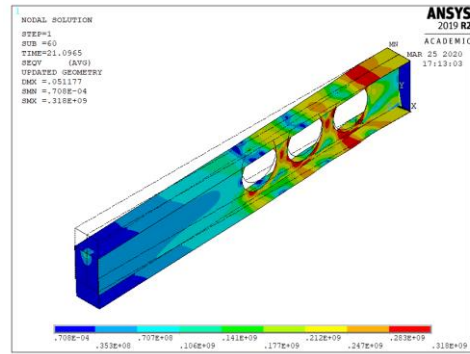 1
NODAL SOLUTION
STEP=1
SUB =60
TIME=21.0965
SEQV (AVG)
UPDATED GEOMETRY
DMX =.051177
SMN =.708E-04
SMX =.318E+09
ANSYS
2019 R2
ACADEMIC
MAR 25 2020
17:13:03
MN
Y
X
.708E-04 .707E+08 .141E+09 .212E+09 .283E+09
.353E+08 .106E+09 .177E+09 .247E+09 .318E+09